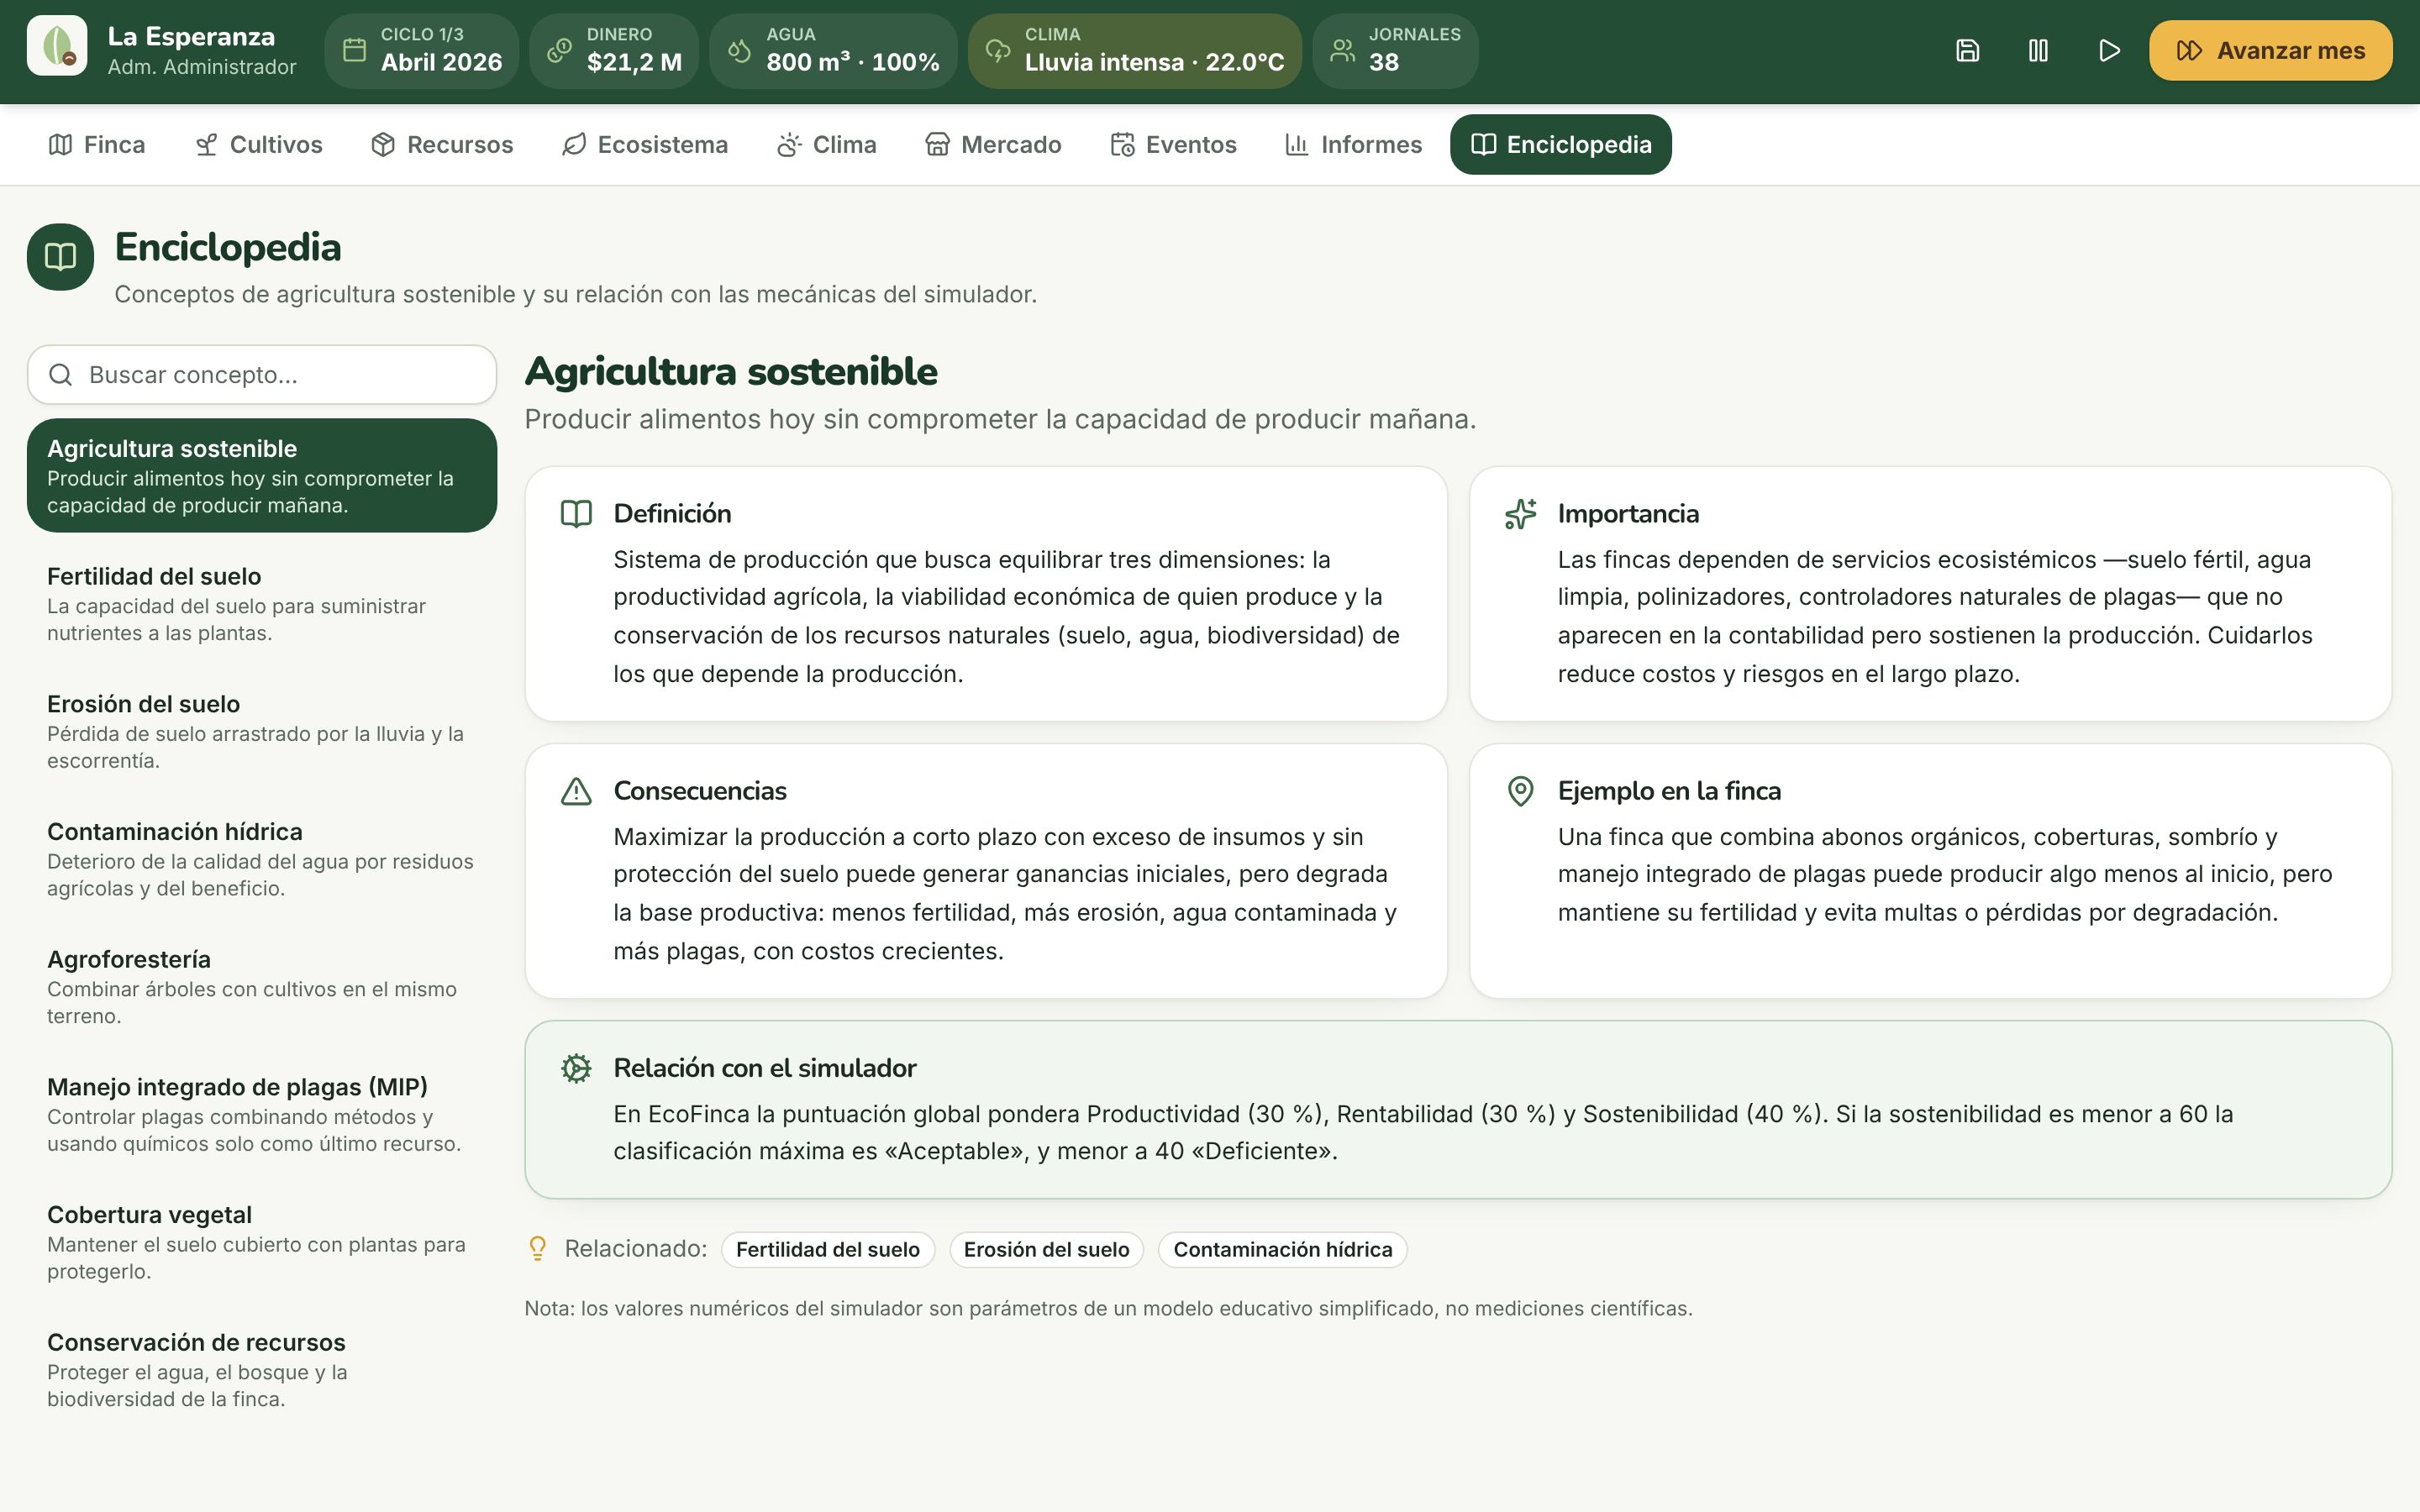 La Esperanza
Adm. Administrador
CICLO 1/3
Abril 2026
DINERO
$21,2 M
AGUA
800 m³ · 100%
CLIMA
Lluvia intensa · 22.0°C
JORNALES
38
Avanzar mes
Finca
Cultivos
Recursos
Ecosistema
Clima
Mercado
Eventos
Informes
Enciclopedia
Enciclopedia
Conceptos de agricultura sostenible y su relación con las mecánicas del simulador.
Buscar concepto...
Agricultura sostenible
Producir alimentos hoy sin comprometer la
capacidad de producir mañana.
Fertilidad del suelo
La capacidad del suelo para suministrar
nutrientes a las plantas.
Erosión del suelo
Pérdida de suelo arrastrado por la lluvia y la
escorrentía.
Contaminación hídrica
Deterioro de la calidad del agua por residuos
agrícolas y del beneficio.
Agroforestería
Combinar árboles con cultivos en el mismo
terreno.
Manejo integrado de plagas (MIP)
Controlar plagas combinando métodos y
usando químicos solo como último recurso.
Cobertura vegetal
Mantener el suelo cubierto con plantas para
protegerlo.
Conservación de recursos
Proteger el agua, el bosque y la
biodiversidad de la finca.
Agricultura sostenible
Producir alimentos hoy sin comprometer la capacidad de producir mañana.
Definición
Sistema de producción que busca equilibrar tres dimensiones: la
productividad agrícola, la viabilidad económica de quien produce y la
conservación de los recursos naturales (suelo, agua, biodiversidad) de
los que depende la producción.
Importancia
Las fincas dependen de servicios ecosistémicos —suelo fértil, agua
limpia, polinizadores, controladores naturales de plagas— que no
aparecen en la contabilidad pero sostienen la producción. Cuidarlos
reduce costos y riesgos en el largo plazo.
Consecuencias
Maximizar la producción a corto plazo con exceso de insumos y sin
protección del suelo puede generar ganancias iniciales, pero degrada
la base productiva: menos fertilidad, más erosión, agua contaminada y
más plagas, con costos crecientes.
Ejemplo en la finca
Una finca que combina abonos orgánicos, coberturas, sombrío y
manejo integrado de plagas puede producir algo menos al inicio, pero
mantiene su fertilidad y evita multas o pérdidas por degradación.
Relación con el simulador
En EcoFinca la puntuación global pondera Productividad (30 %), Rentabilidad (30 %) y Sostenibilidad (40 %). Si la sostenibilidad es menor a 60 la
clasificación máxima es «Aceptable», y menor a 40 «Deficiente».
Relacionado:
Fertilidad del suelo
Erosión del suelo
Contaminación hídrica
Nota: los valores numéricos del simulador son parámetros de un modelo educativo simplificado, no mediciones científicas.